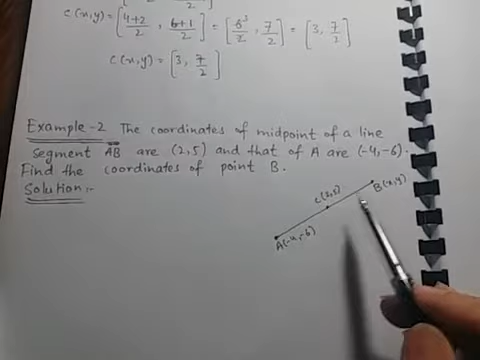 C(x,y) = [4+2/2 , 6+1/2] = [6³/2 , 7/2] = [3, 7/2]
C(x,y) = [3, 7/2]
Example-2 The coordinates of midpoint of a line
segment AB are (2,5) and that of A are (-4,-6).
Find the coordinates of point B.
Solution:-
B(x,y)
C(2,5)
A(-4,-6)